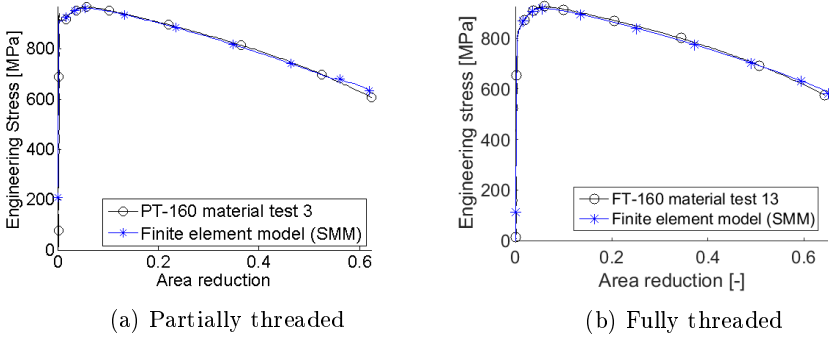 Engineering Stress [MPa]
800
600
400
200
0
PT-160 material test 3
Finite element model (SMM)
0
0.2
0.4
0.6
Area reduction
(a) Partially threaded
Engineering stress [MPa]
800
600
400
200
0
FT-160 material test 13
Finite element model (SMM)
0
0.2
0.4
0.6
Area reduction [-]
(b) Fully threaded